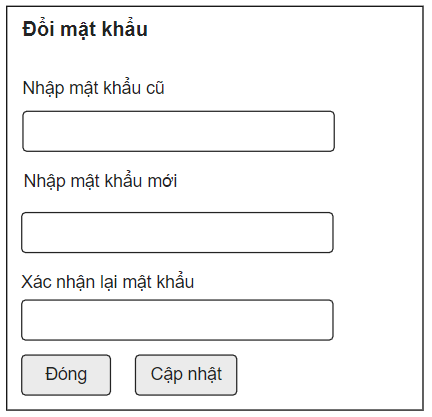 Đổi mật khẩu
Nhập mật khẩu cũ
Nhập mật khẩu mới
Xác nhận lại mật khẩu
Đóng
Cập nhật